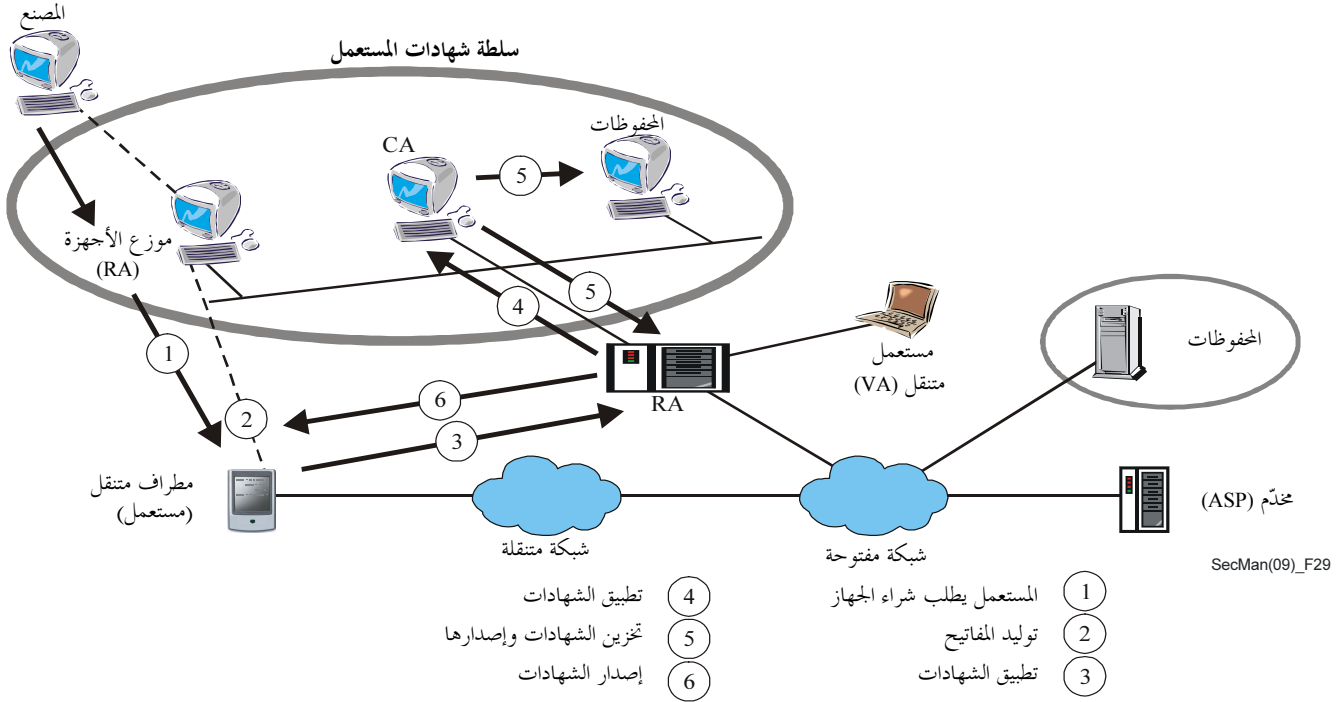 المصنع
سلطة شهادات المستعمل
المحفوظات
CA
5
موزع الأجهزة
(RA)
5
4
1
المحفوظات
مستعمل
متنقل (VA)
6
RA
2
3
مطراف متنقل
(مستعمل)
مخدّم (ASP)
شبكة متنقلة
شبكة مفتوحة
SecMan(09)_F29
1 المستعمل يطلب شراء الجهاز
2 توليد المفاتيح
3 تطبيق الشهادات
4 تطبيق الشهادات
5 تخزين الشهادات وإصدارها
6 إصدار الشهادات